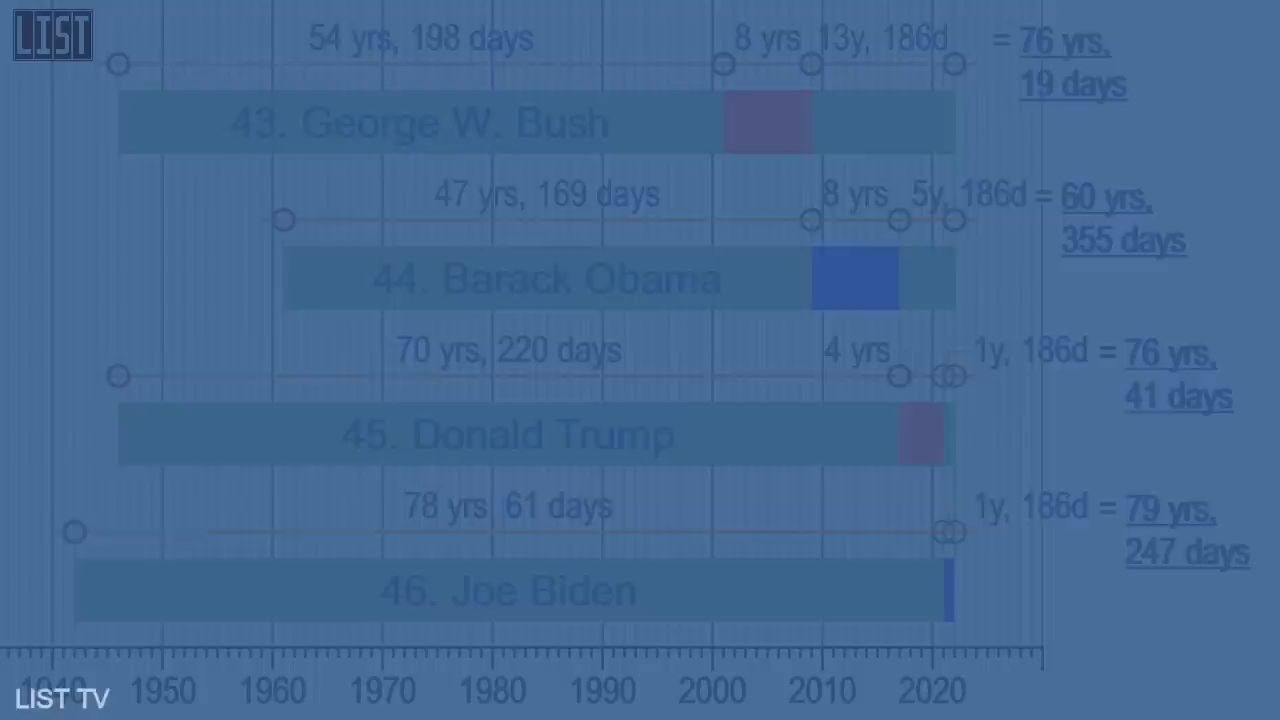 LIST
54 yrs, 198 days 8 yrs 13y, 186d = 76 yrs,
19 days
43. George W. Bush
47 yrs, 169 days 8 yrs 5y, 186d = 60 yrs,
355 days
44. Barack Obama
70 yrs, 220 days 4 yrs 1y, 186d = 76 yrs,
41 days
45. Donald Trump
78 yrs 61 days 1y, 186d = 79 yrs,
247 days
46. Joe Biden
1940 1950 1960 1970 1980 1990 2000 2010 2020
LIST TV